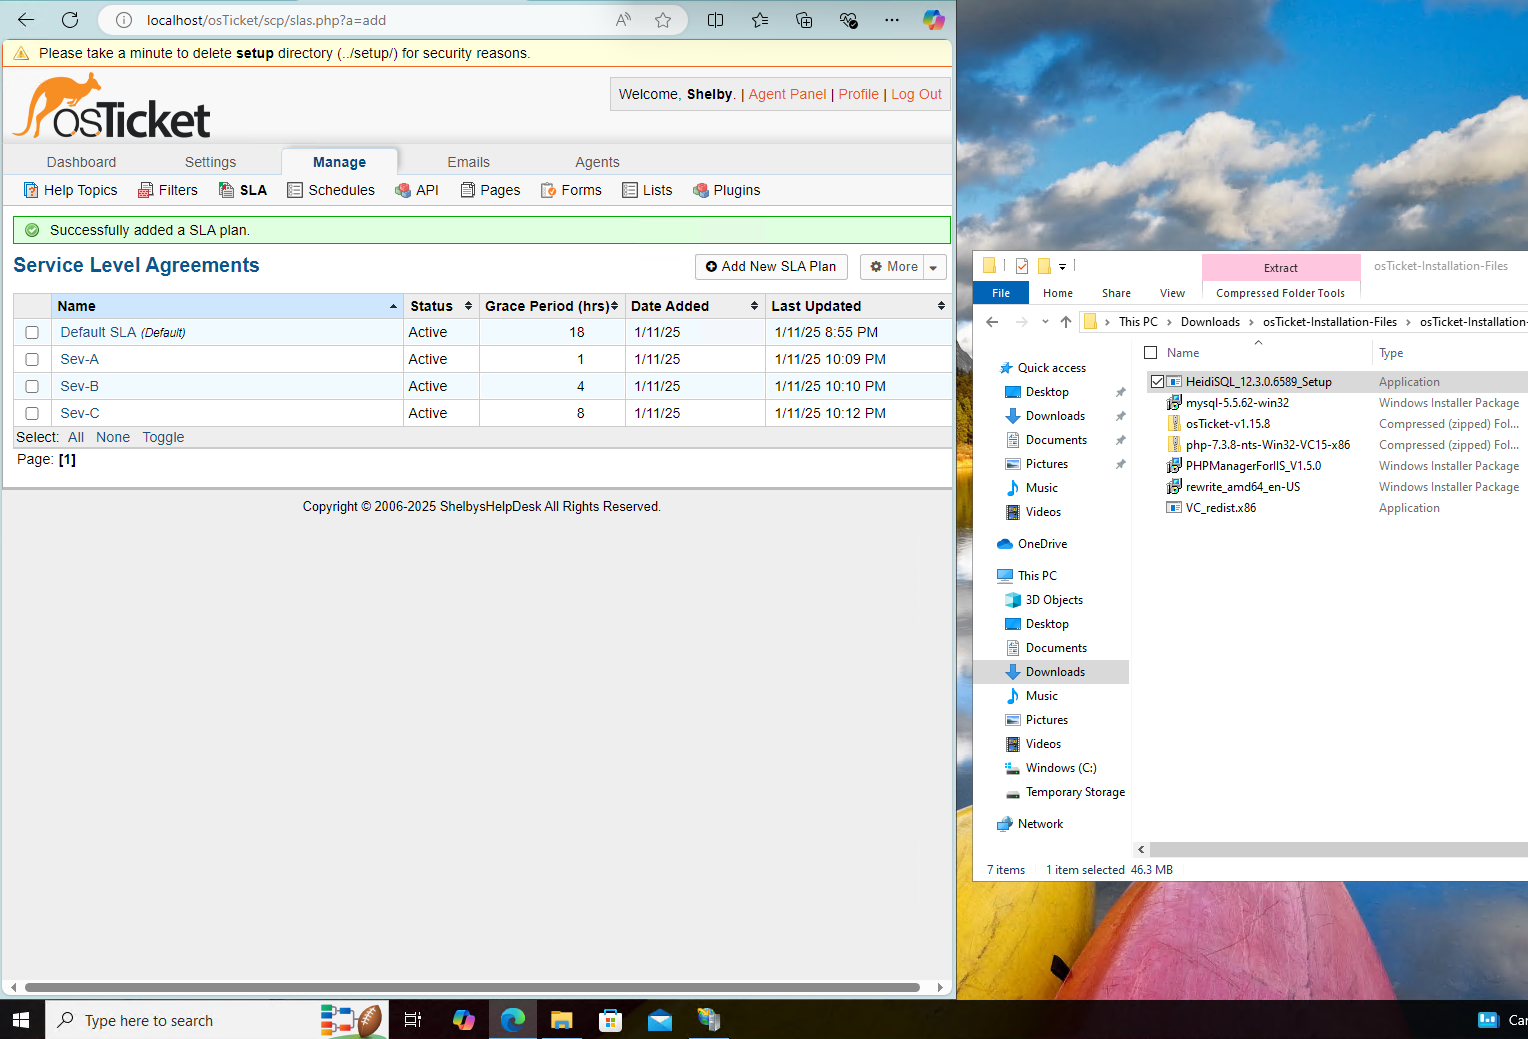 localhost/osTicket/scp/slas.php?a=add
Please take a minute to delete setup directory (../setup/) for security reasons.
osTicket
Welcome, Shelby. | Agent Panel | Profile | Log Out
Dashboard Settings Manage Emails Agents
Help Topics Filters SLA Schedules API Pages Forms Lists Plugins
Successfully added a SLA plan.
Service Level Agreements
Add New SLA Plan More
Name Status Grace Period (hrs) Date Added Last Updated
Default SLA (Default) Active 18 1/11/25 1/11/25 8:55 PM
Sev-A Active 1 1/11/25 1/11/25 10:09 PM
Sev-B Active 4 1/11/25 1/11/25 10:10 PM
Sev-C Active 8 1/11/25 1/11/25 10:12 PM
Select: All None Toggle
Page: [1]
Copyright © 2006-2025 ShelbysHelpDesk All Rights Reserved.
Extract osTicket-Installation-Files
File Home Share View Compressed Folder Tools
This PC Downloads osTicket-Installation-Files osTicket-Installation-
Quick access
Desktop
Downloads
Documents
Pictures
Music
Videos
OneDrive
This PC
3D Objects
Desktop
Documents
Downloads
Music
Pictures
Videos
Windows (C:)
Temporary Storage
Network
Name Type
HeidiSQL_12.3.0.6589_Setup Application
mysql-5.5.62-win32 Windows Installer Package
osTicket-v1.15.8 Compressed (zipped) Fol...
php-7.3.8-nts-Win32-VC15-x86 Compressed (zipped) Fol...
PHPManagerForIIS_V1.5.0 Windows Installer Package
rewrite_amd64_en-US Windows Installer Package
VC_redist.x86 Application
7 items 1 item selected 46.3 MB
Type here to search